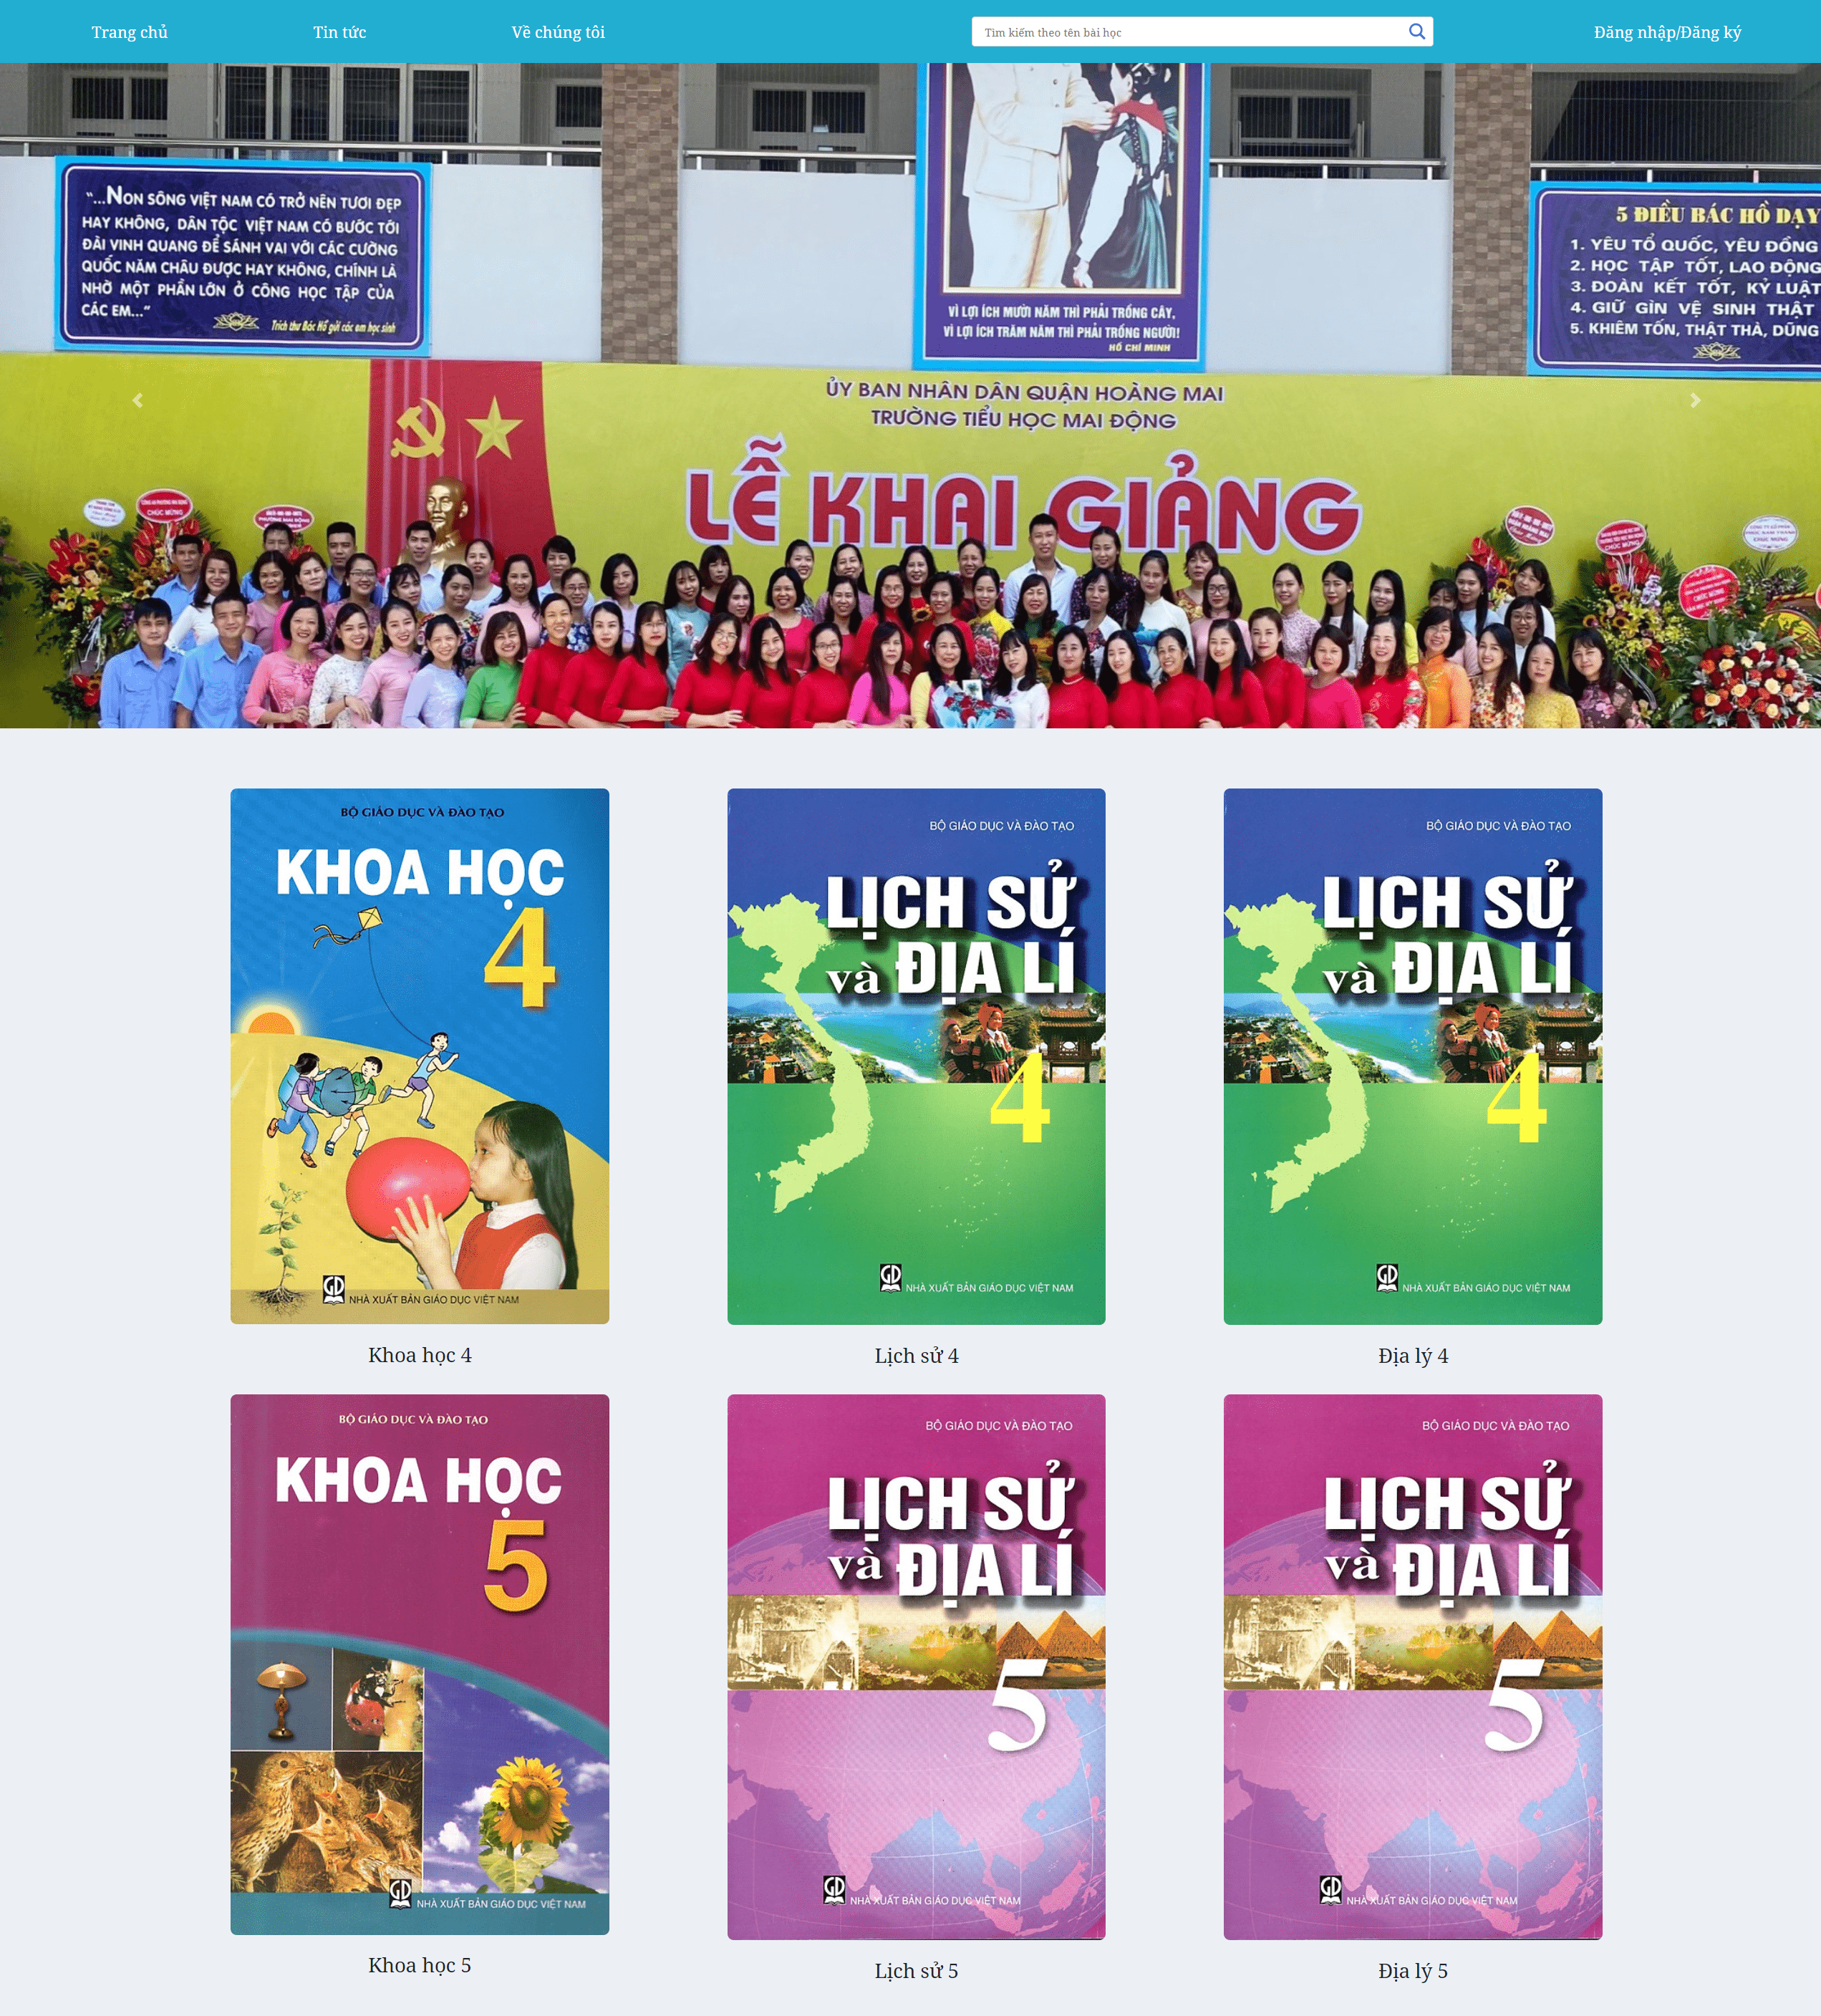 Trang chủ
Tin tức
Về chúng tôi
Tìm kiếm theo tên bài học
Đăng nhập/Đăng ký
“...NON SÔNG VIỆT NAM CÓ TRỞ NÊN TƯƠI ĐẸP
HAY KHÔNG, DÂN TỘC VIỆT NAM CÓ BƯỚC TỚI
ĐÀI VINH QUANG ĐỂ SÁNH VAI VỚI CÁC CƯỜNG
QUỐC NĂM CHÂU ĐƯỢC HAY KHÔNG, CHÍNH LÀ
NHỜ MỘT PHẦN LỚN Ở CÔNG HỌC TẬP CỦA
CÁC EM...”
Trích thư Bác Hồ gửi các em học sinh
VÌ LỢI ÍCH MƯỜI NĂM THÌ PHẢI TRỒNG CÂY,
VÌ LỢI ÍCH TRĂM NĂM THÌ PHẢI TRỒNG NGƯỜI!
HỒ CHÍ MINH
5 ĐIỀU BÁC HỒ DẠY
1. YÊU TỔ QUỐC, YÊU ĐỒNG
2. HỌC TẬP TỐT, LAO ĐỘNG
3. ĐOÀN KẾT TỐT, KỶ LUẬT
4. GIỮ GÌN VỆ SINH THẬT
5. KHIÊM TỐN, THẬT THÀ, DŨNG
ỦY BAN NHÂN DÂN QUẬN HOÀNG MAI
TRƯỜNG TIỂU HỌC MAI ĐỘNG
LỄ KHAI GIẢNG
CHÚC MỪNG
PHƯỜNG MAI ĐỘNG
CHÚC MỪNG
CHÚC MỪNG
BỘ GIÁO DỤC VÀ ĐÀO TẠO
KHOA HỌC
4
NHÀ XUẤT BẢN GIÁO DỤC VIỆT NAM
Khoa học 4
BỘ GIÁO DỤC VÀ ĐÀO TẠO
LỊCH SỬ
và ĐỊA LÍ
4
NHÀ XUẤT BẢN GIÁO DỤC VIỆT NAM
Lịch sử 4
BỘ GIÁO DỤC VÀ ĐÀO TẠO
LỊCH SỬ
và ĐỊA LÍ
4
NHÀ XUẤT BẢN GIÁO DỤC VIỆT NAM
Địa lý 4
BỘ GIÁO DỤC VÀ ĐÀO TẠO
KHOA HỌC
5
NHÀ XUẤT BẢN GIÁO DỤC VIỆT NAM
Khoa học 5
BỘ GIÁO DỤC VÀ ĐÀO TẠO
LỊCH SỬ
và ĐỊA LÍ
5
NHÀ XUẤT BẢN GIÁO DỤC VIỆT NAM
Lịch sử 5
BỘ GIÁO DỤC VÀ ĐÀO TẠO
LỊCH SỬ
và ĐỊA LÍ
5
NHÀ XUẤT BẢN GIÁO DỤC VIỆT NAM
Địa lý 5